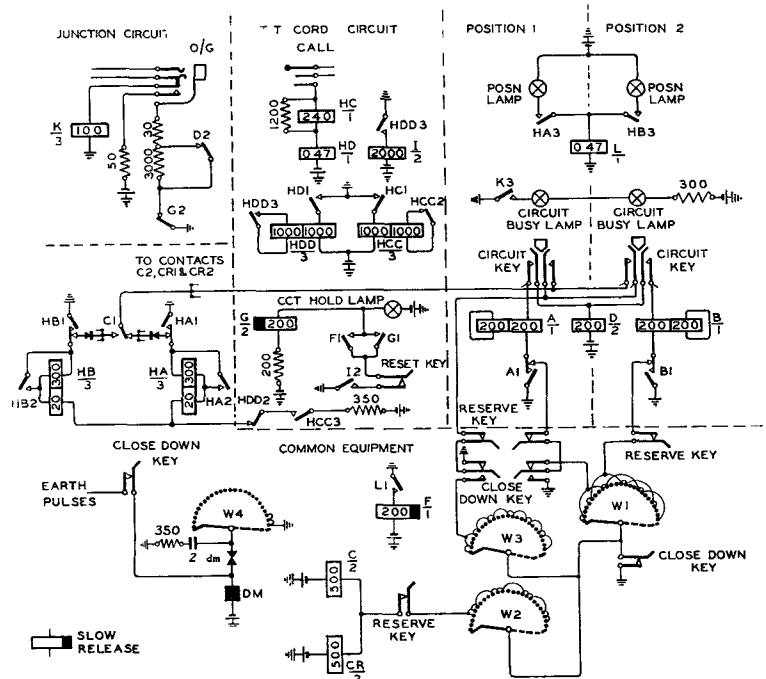 JUNCTION CIRCUIT
O/G
K
3
100
50
30
3000
D2
G2
T T CORD CIRCUIT
CALL
1200
240
HC
1
0 47
HD
1
HDD3
2000
I
2
HD1
HC1
HDD3
HCC2
1000 1000
HDD
3
1000 1000
HCC
3
POSITION 1
POSITION 2
POSN
LAMP
POSN
LAMP
HA3
HB3
0 47
L
1
K3
300
CIRCUIT
BUSY LAMP
CIRCUIT
BUSY LAMP
CIRCUIT
KEY
CIRCUIT
KEY
200 200
A
1
200
D
2
200 200
B
1
A1
B1
TO CONTACTS
C2, CR1 & CR2
HB1
C1
HA1
HB
3
300
20
HA
3
300
20
HB2
HA2
CCT HOLD LAMP
G
2
200
200
F1
G1
I2
RESET KEY
HDD2
HCC3
350
RESERVE
KEY
RESERVE KEY
CLOSE
DOWN KEY
CLOSE DOWN
KEY
EARTH
PULSES
W4
350
2
dm
DM
COMMON EQUIPMENT
L1
200
F
1
W3
W1
CLOSE DOWN
KEY
C
2
500
RESERVE
KEY
W2
500
CR
2
SLOW
RELEASE